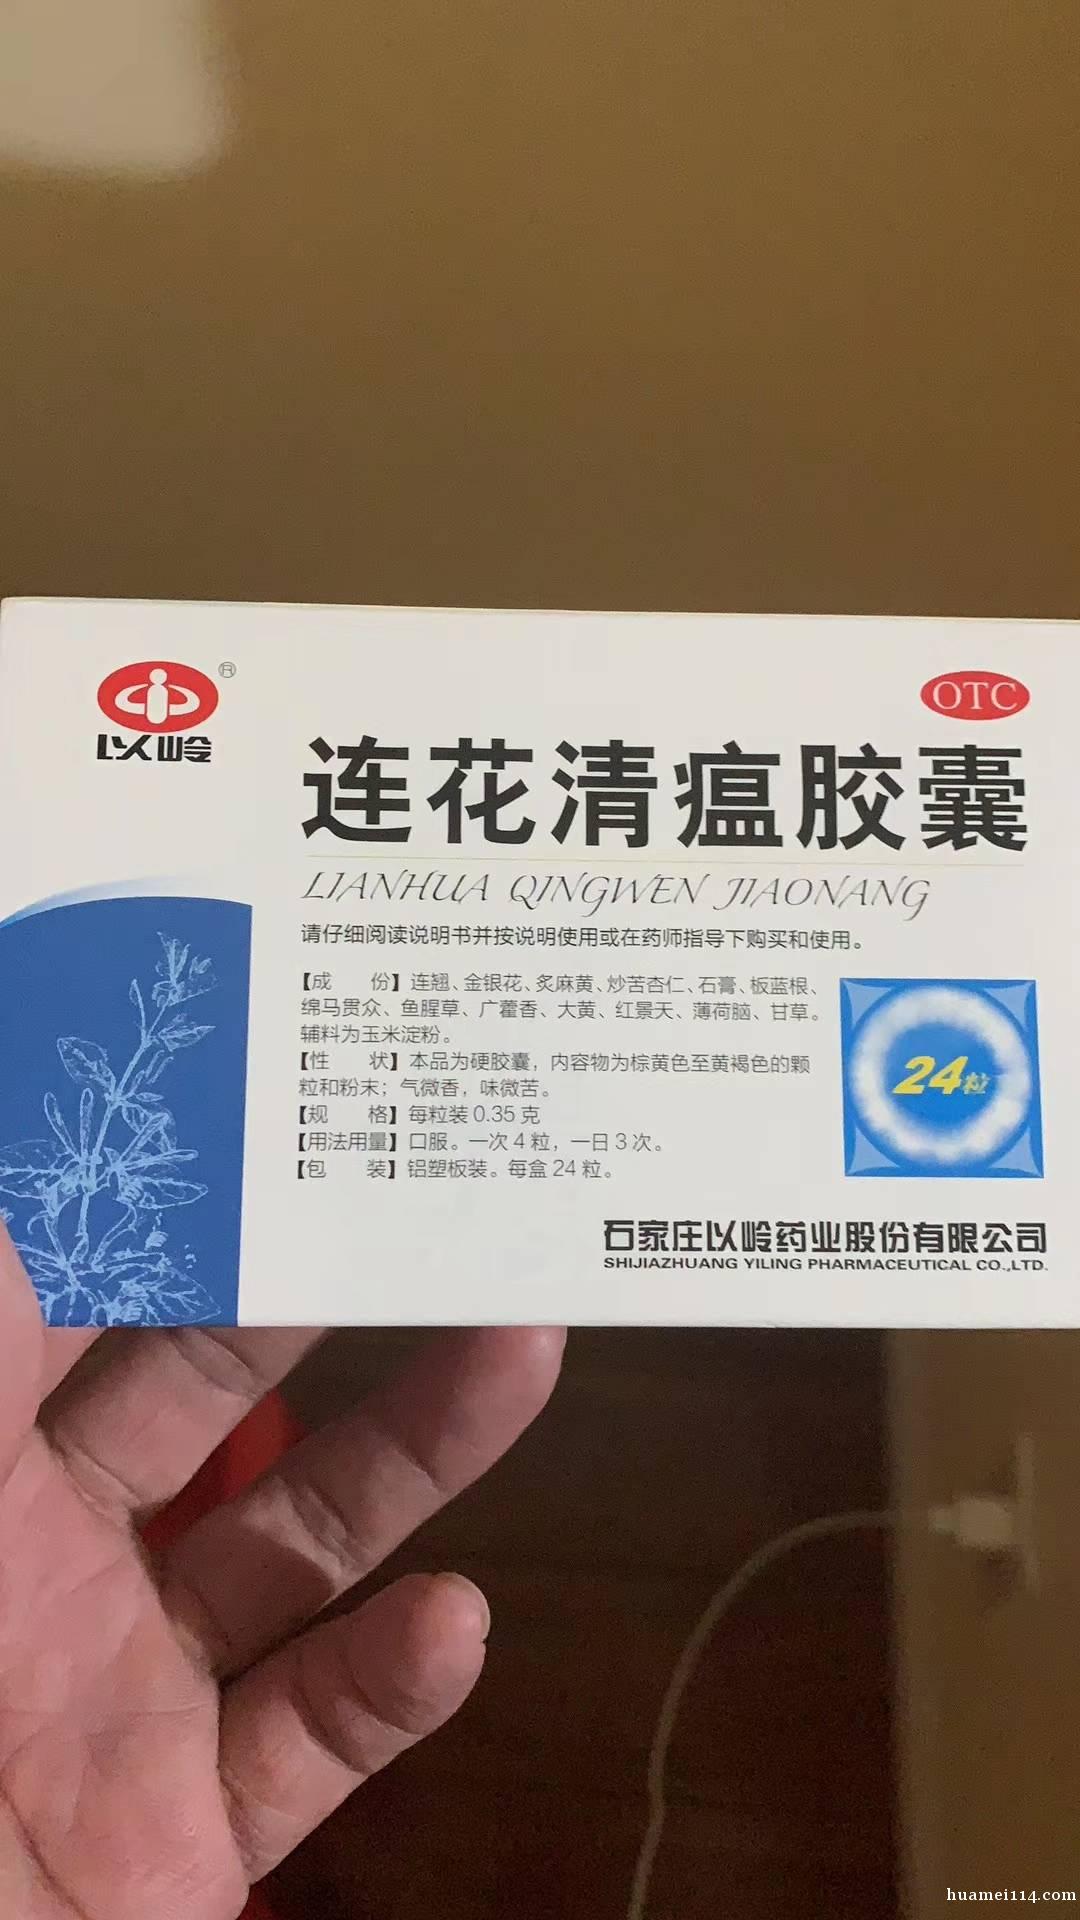 ®
以岭
OTC
连花清瘟胶囊
LIANHUA QINGWEN JIAONANG
请仔细阅读说明书并按说明使用或在药师指导下购买和使用。
【成 份】连翘、金银花、炙麻黄、炒苦杏仁、石膏、板蓝根、
绵马贯众、鱼腥草、广藿香、大黄、红景天、薄荷脑、甘草。
辅料为玉米淀粉。
【性 状】本品为硬胶囊，内容物为棕黄色至黄褐色的颗
粒和粉末；气微香，味微苦。
【规 格】每粒装 0.35 克
【用法用量】口服。一次 4 粒，一日 3 次。
【包 装】铝塑板装。每盒 24 粒。
24粒
石家庄以岭药业股份有限公司
SHIJIAZHUANG YILING PHARMACEUTICAL CO.,LTD.
huamei114.com